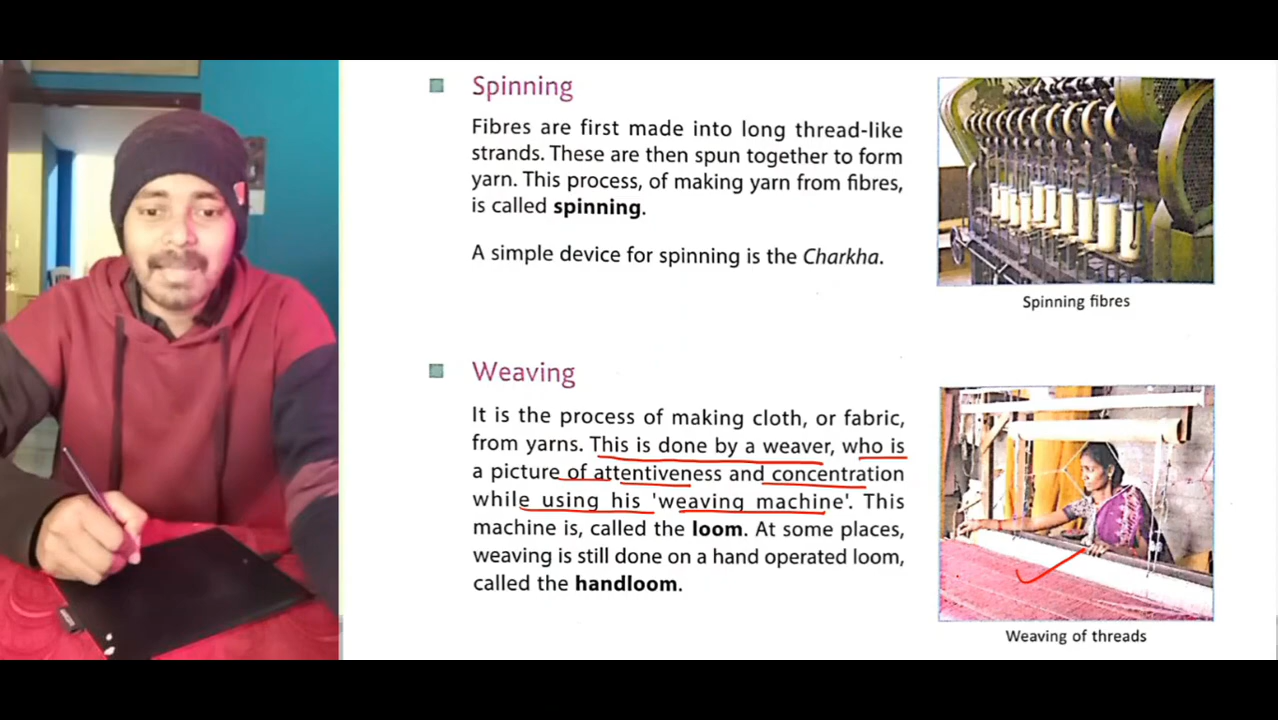 Spinning
Fibres are first made into long thread-like
strands. These are then spun together to form
yarn. This process, of making yarn from fibres,
is called spinning.
A simple device for spinning is the Charkha.
Spinning fibres
Weaving
It is the process of making cloth, or fabric,
from yarns. This is done by a weaver, who is
a picture of attentiveness and concentration
while using his 'weaving machine'. This
machine is, called the loom. At some places,
weaving is still done on a hand operated loom,
called the handloom.
Weaving of threads